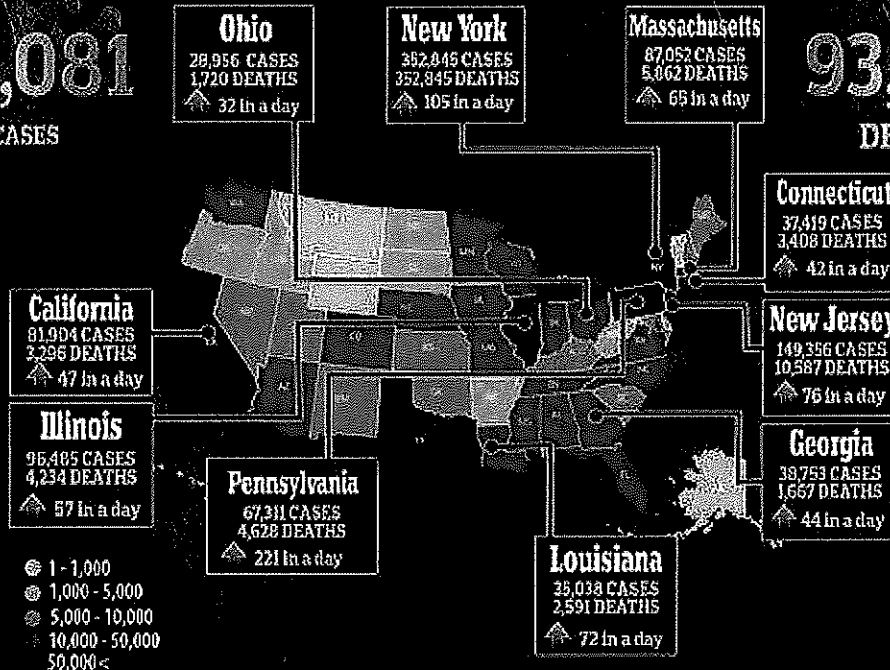 ,081
CASES
Ohio
28,956 CASES
1,720 DEATHS
32 in a day
New York
352,845 CASES
352,845 DEATHS
105 in a day
Massachusetts
87,052 CASES
5,862 DEATHS
65 in a day
93,
DE
Connecticut
37,419 CASES
3,408 DEATHS
42 in a day
California
81,904 CASES
3,296 DEATHS
47 in a day
New Jersey
149,356 CASES
10,587 DEATHS
76 in a day
Illinois
96,485 CASES
4,234 DEATHS
57 in a day
Pennsylvania
67,311 CASES
4,628 DEATHS
221 in a day
Georgia
38,753 CASES
1,657 DEATHS
44 in a day
Louisiana
35,038 CASES
2,591 DEATHS
72 in a day
NY
CO
AZ
MO
1 - 1,000
1,000 - 5,000
5,000 - 10,000
10,000 - 50,000
50,000<